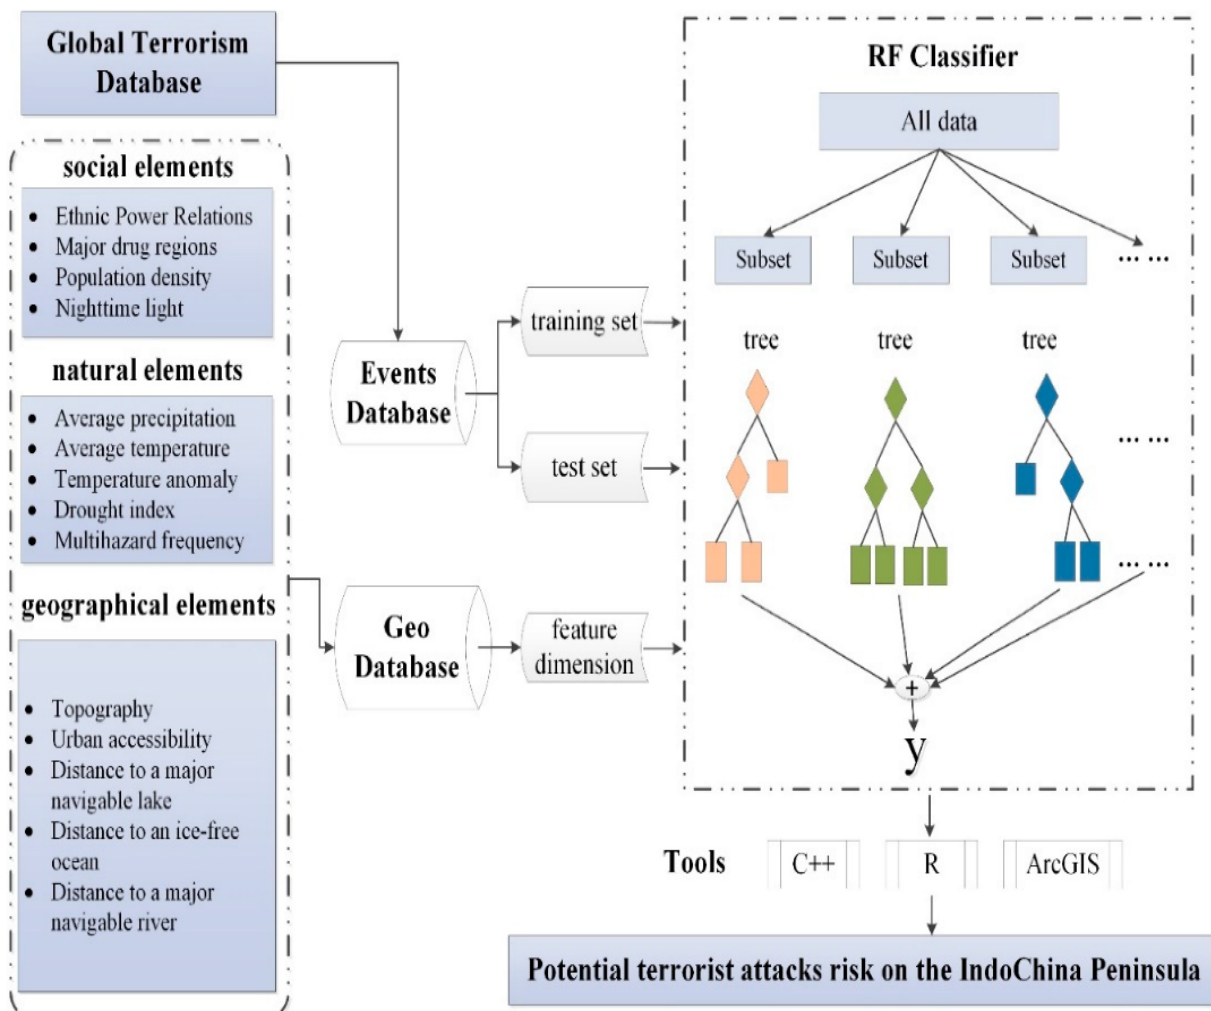 Global Terrorism
Database
social elements
• Ethnic Power Relations
• Major drug regions
• Population density
• Nighttime light
natural elements
• Average precipitation
• Average temperature
• Temperature anomaly
• Drought index
• Multihazard frequency
geographical elements
• Topography
• Urban accessibility
• Distance to a major
navigable lake
• Distance to an ice-free
ocean
• Distance to a major
navigable river
Events
Database
Geo
Database
training set
test set
feature
dimension
RF Classifier
All data
Subset
Subset
Subset
... ...
tree
tree
tree
... ...
... ...
+
y
Tools
C++
R
ArcGIS
Potential terrorist attacks risk on the IndoChina Peninsula